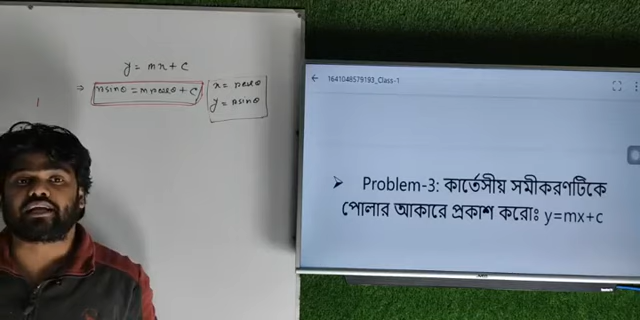 y = mx + c
⇒ rsinθ = mrcosθ + c
x = rcosθ
y = rsinθ
1641048579193_Class-1
➤ Problem-3: কার্তেসীয় সমীকরণটিকে
পোলার আকারে প্রকাশ করোঃ y=mx+c